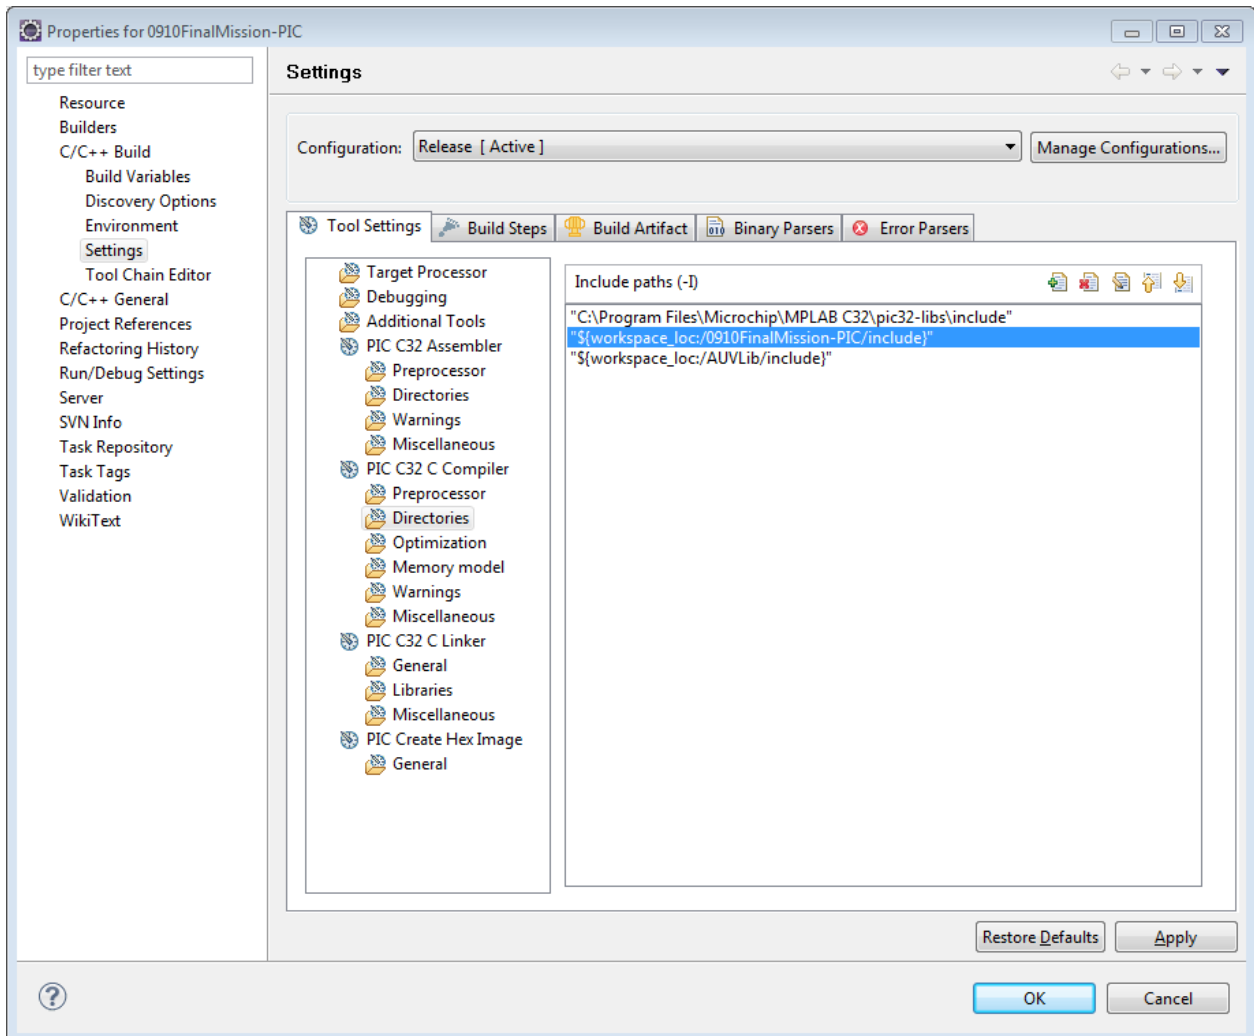 Properties for 0910FinalMission-PIC
type filter text
Resource
Builders
C/C++ Build
Build Variables
Discovery Options
Environment
Settings
Tool Chain Editor
C/C++ General
Project References
Refactoring History
Run/Debug Settings
Server
SVN Info
Task Repository
Task Tags
Validation
WikiText
Settings
Configuration: Release [ Active ] Manage Configurations...
Tool Settings Build Steps Build Artifact Binary Parsers Error Parsers
Target Processor
Debugging
Additional Tools
PIC C32 Assembler
Preprocessor
Directories
Warnings
Miscellaneous
PIC C32 C Compiler
Preprocessor
Directories
Optimization
Memory model
Warnings
Miscellaneous
PIC C32 C Linker
General
Libraries
Miscellaneous
PIC Create Hex Image
General
Include paths (-I)
"C:\Program Files\Microchip\MPLAB C32\pic32-libs\include"
"${workspace_loc:/0910FinalMission-PIC/include}"
"${workspace_loc:/AUVLib/include}"
Restore Defaults Apply
OK Cancel